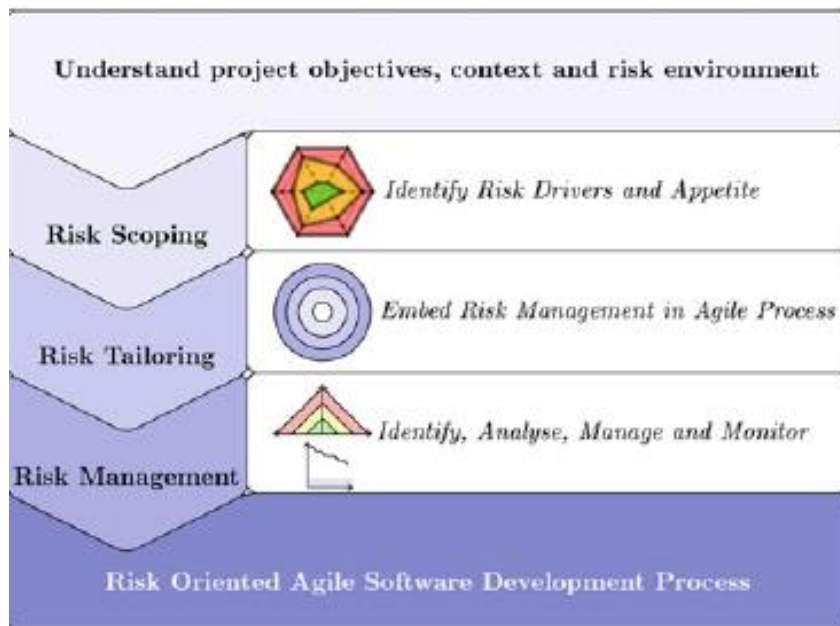 Understand project objectives, context and risk environment
Risk Scoping
Identify Risk Drivers and Appetite
Risk Tailoring
Embed Risk Management in Agile Process
Risk Management
Identify, Analyse, Manage and Monitor
Risk Oriented Agile Software Development Process